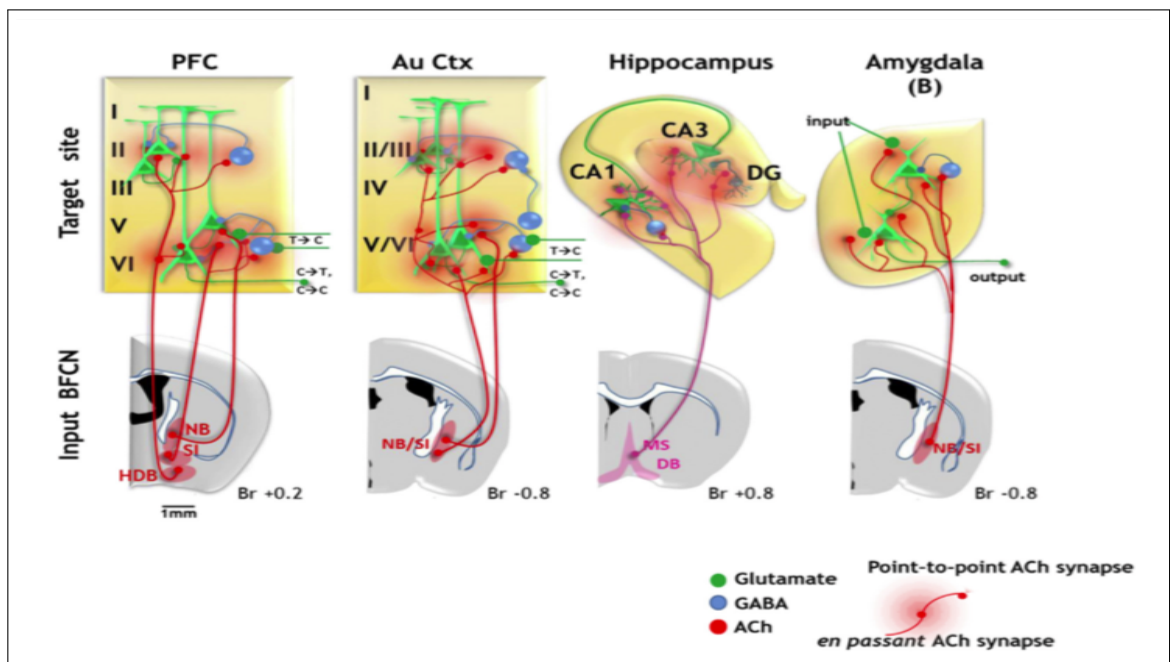 PFC
Au Ctx
Hippocampus
Amygdala
(B)
Target site
I
II
III
V
VI
T→C
C→T,
C→C
I
II/III
IV
V/VI
T→C
C→T,
C→C
CA3
CA1
DG
input
output
Input BFCN
NB
SI
HDB
Br +0.2
1mm
NB/SI
Br -0.8
MS
DB
Br +0.8
NB/SI
Br -0.8
Glutamate
GABA
ACh
Point-to-point ACh synapse
en passant ACh synapse